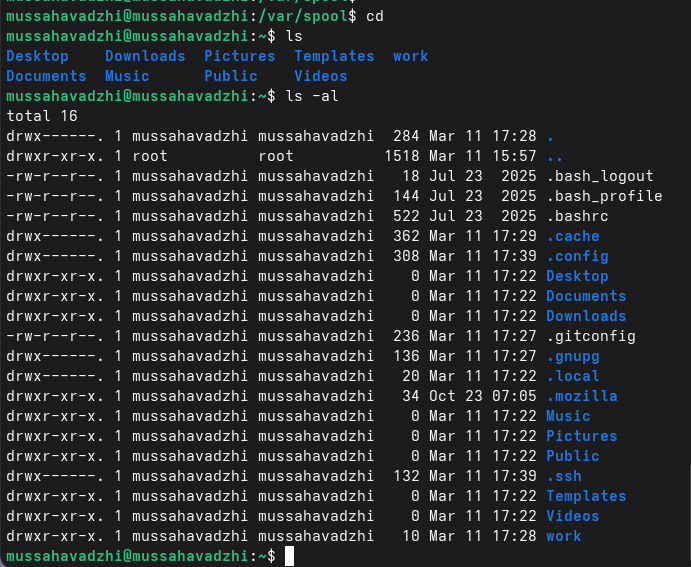 mussahavadzhi@mussahavadzhi:/var/spool$ cd
mussahavadzhi@mussahavadzhi:~$ ls
Desktop    Downloads  Pictures  Templates  work
Documents  Music      Public    Videos
mussahavadzhi@mussahavadzhi:~$ ls -al
total 16
drwx------. 1 mussahavadzhi mussahavadzhi  284 Mar 11 17:28 .
drwxr-xr-x. 1 root          root          1518 Mar 11 15:57 ..
-rw-r--r--. 1 mussahavadzhi mussahavadzhi   18 Jul 23  2025 .bash_logout
-rw-r--r--. 1 mussahavadzhi mussahavadzhi  144 Jul 23  2025 .bash_profile
-rw-r--r--. 1 mussahavadzhi mussahavadzhi  522 Jul 23  2025 .bashrc
drwx------. 1 mussahavadzhi mussahavadzhi  362 Mar 11 17:29 .cache
drwx------. 1 mussahavadzhi mussahavadzhi  308 Mar 11 17:39 .config
drwxr-xr-x. 1 mussahavadzhi mussahavadzhi    0 Mar 11 17:22 Desktop
drwxr-xr-x. 1 mussahavadzhi mussahavadzhi    0 Mar 11 17:22 Documents
drwxr-xr-x. 1 mussahavadzhi mussahavadzhi    0 Mar 11 17:22 Downloads
-rw-r--r--. 1 mussahavadzhi mussahavadzhi  236 Mar 11 17:27 .gitconfig
drwx------. 1 mussahavadzhi mussahavadzhi  136 Mar 11 17:27 .gnupg
drwx------. 1 mussahavadzhi mussahavadzhi   20 Mar 11 17:22 .local
drwxr-xr-x. 1 mussahavadzhi mussahavadzhi   34 Oct 23 07:05 .mozilla
drwxr-xr-x. 1 mussahavadzhi mussahavadzhi    0 Mar 11 17:22 Music
drwxr-xr-x. 1 mussahavadzhi mussahavadzhi    0 Mar 11 17:22 Pictures
drwxr-xr-x. 1 mussahavadzhi mussahavadzhi    0 Mar 11 17:22 Public
drwx------. 1 mussahavadzhi mussahavadzhi  132 Mar 11 17:39 .ssh
drwxr-xr-x. 1 mussahavadzhi mussahavadzhi    0 Mar 11 17:22 Templates
drwxr-xr-x. 1 mussahavadzhi mussahavadzhi    0 Mar 11 17:22 Videos
drwxr-xr-x. 1 mussahavadzhi mussahavadzhi   10 Mar 11 17:28 work
mussahavadzhi@mussahavadzhi:~$